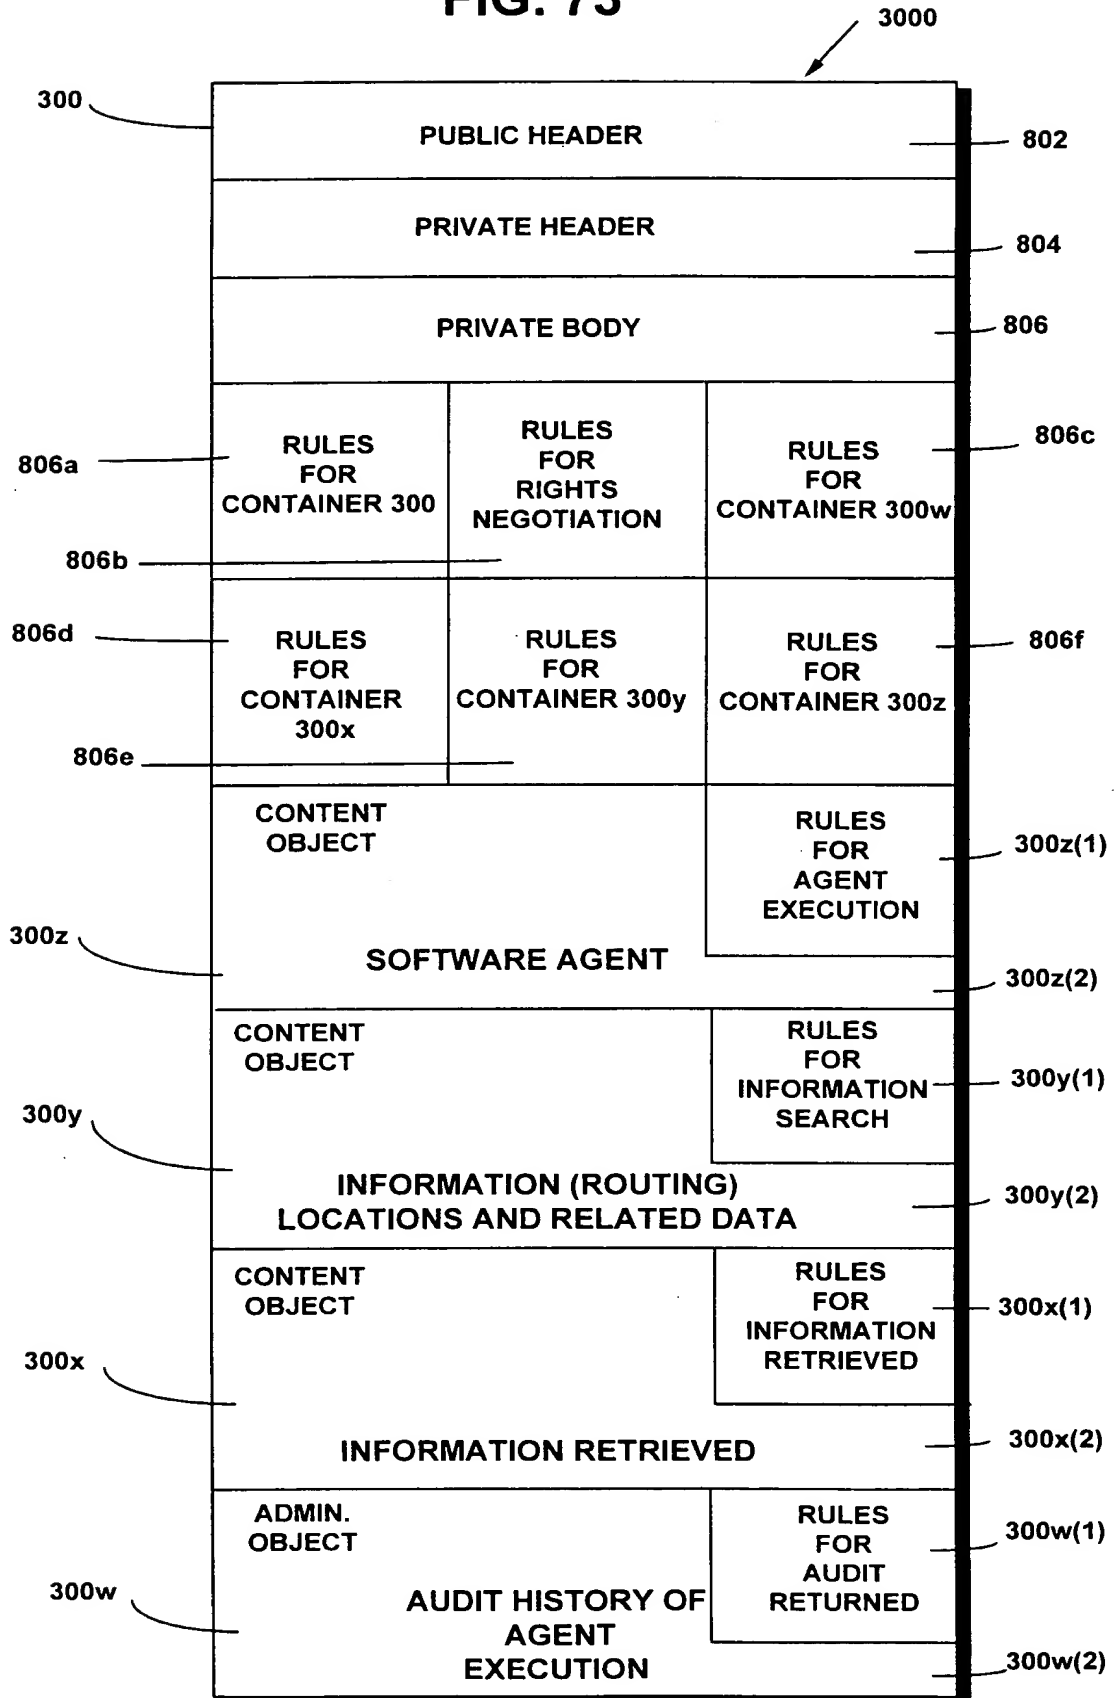 FIG. 73
3000
300
PUBLIC HEADER
802
PRIVATE HEADER
804
PRIVATE BODY
806
806a
RULES
FOR
CONTAINER 300
806b
RULES
FOR
RIGHTS
NEGOTIATION
806c
RULES
FOR
CONTAINER 300w
806d
RULES
FOR
CONTAINER
300x
806e
RULES
FOR
CONTAINER 300y
806f
RULES
FOR
CONTAINER 300z
CONTENT
OBJECT
RULES
FOR
AGENT
EXECUTION
300z(1)
300z
SOFTWARE AGENT
300z(2)
CONTENT
OBJECT
RULES
FOR
INFORMATION
SEARCH
300y(1)
300y
INFORMATION (ROUTING)
LOCATIONS AND RELATED DATA
300y(2)
CONTENT
OBJECT
RULES
FOR
INFORMATION
RETRIEVED
300x(1)
300x
INFORMATION RETRIEVED
300x(2)
ADMIN.
OBJECT
RULES
FOR
AUDIT
RETURNED
300w(1)
300w
AUDIT HISTORY OF
AGENT
EXECUTION
300w(2)